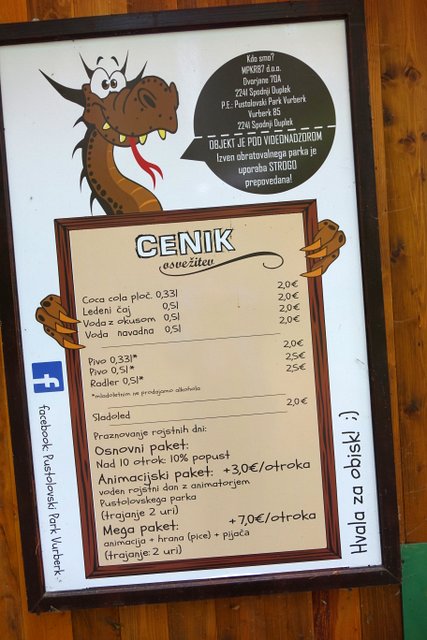 Kdo smo?
MPKR87 d.o.o.
Dvorjane 70A
2241 Spodnji Duplek
P.E.: Pustolovski Park Vurberk
Vurberk 85
2241 Spodnji Duplek
OBJEKT JE POD VIDEONADZOROM
Izven obratovalnega parka je
uporaba STROGO
prepovedana!
CENIK
osvežitev
Coca cola ploč. 0,33l 2,0€
Ledeni čaj 0,5l 2,0€
Voda z okusom 0,5l 2,0€
Voda navadna 0,5l 2,0€
Pivo 0,33l* 2,0€
Pivo 0,5l* 2,5€
Radler 0,5l* 2,5€
*mladoletnim ne prodajamo alkohola
Sladoled 2,0€
Praznovanje rojstnih dni:
Osnovni paket:
Nad 10 otrok: 10% popust
Animacijski paket: +3,0€/otroka
voden rojstni dan z animatorjem
Pustolovskega parka
(trajanje 2 uri)
Mega paket: +7,0€/otroka
animacija + hrana (pice) + pijača
(trajanje: 2 uri)
f
facebook: Pustolovski Park Vurberk
Hvala za obisk! ;)